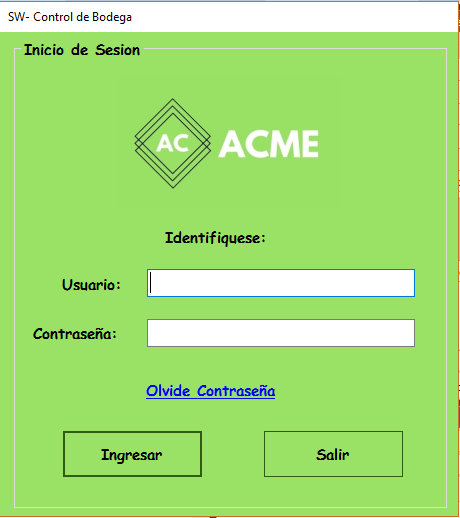 SW- Control de Bodega
Inicio de Sesion
AC ACME
Identifiquese:
Usuario:
Contraseña:
Olvide Contraseña
Ingresar Salir